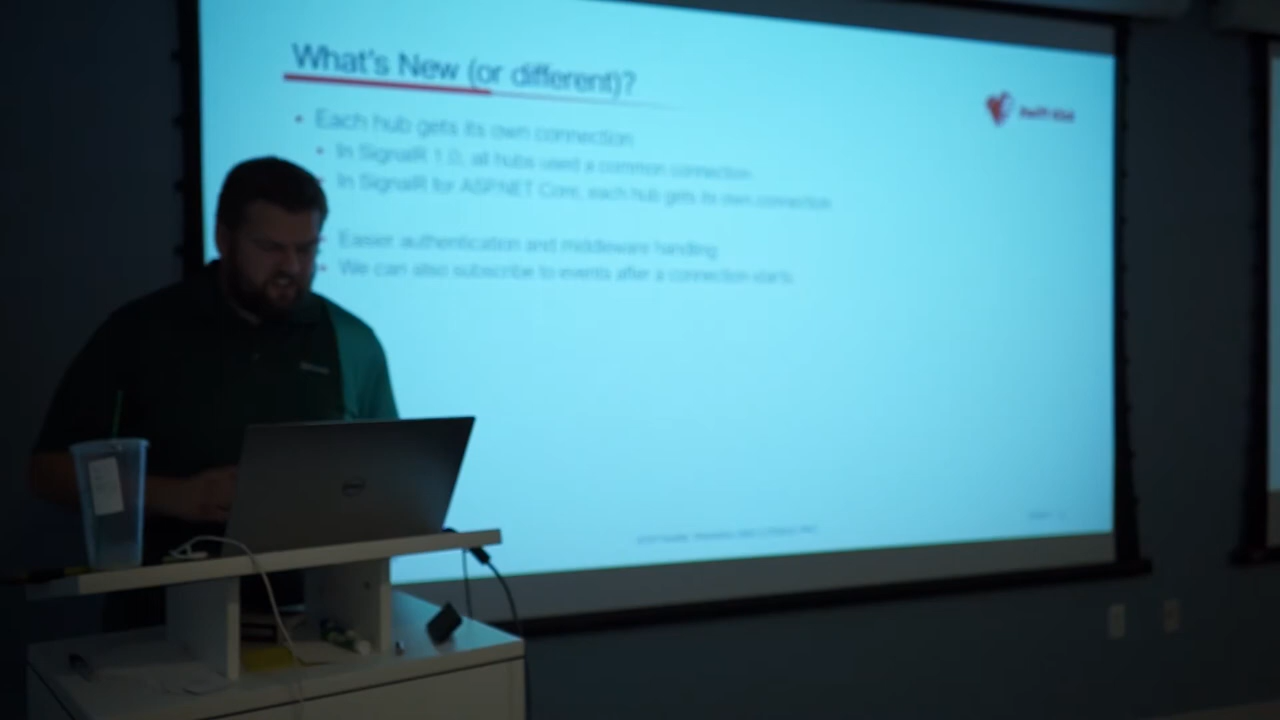 What's New (or different)?
Each hub gets its own connection
In SignalR 1.0, all hubs used a common connection
In SignalR for ASP.NET Core, each hub gets its own connection
Easier authentication and middleware handling
We can also subscribe to events after a connection starts
DELL